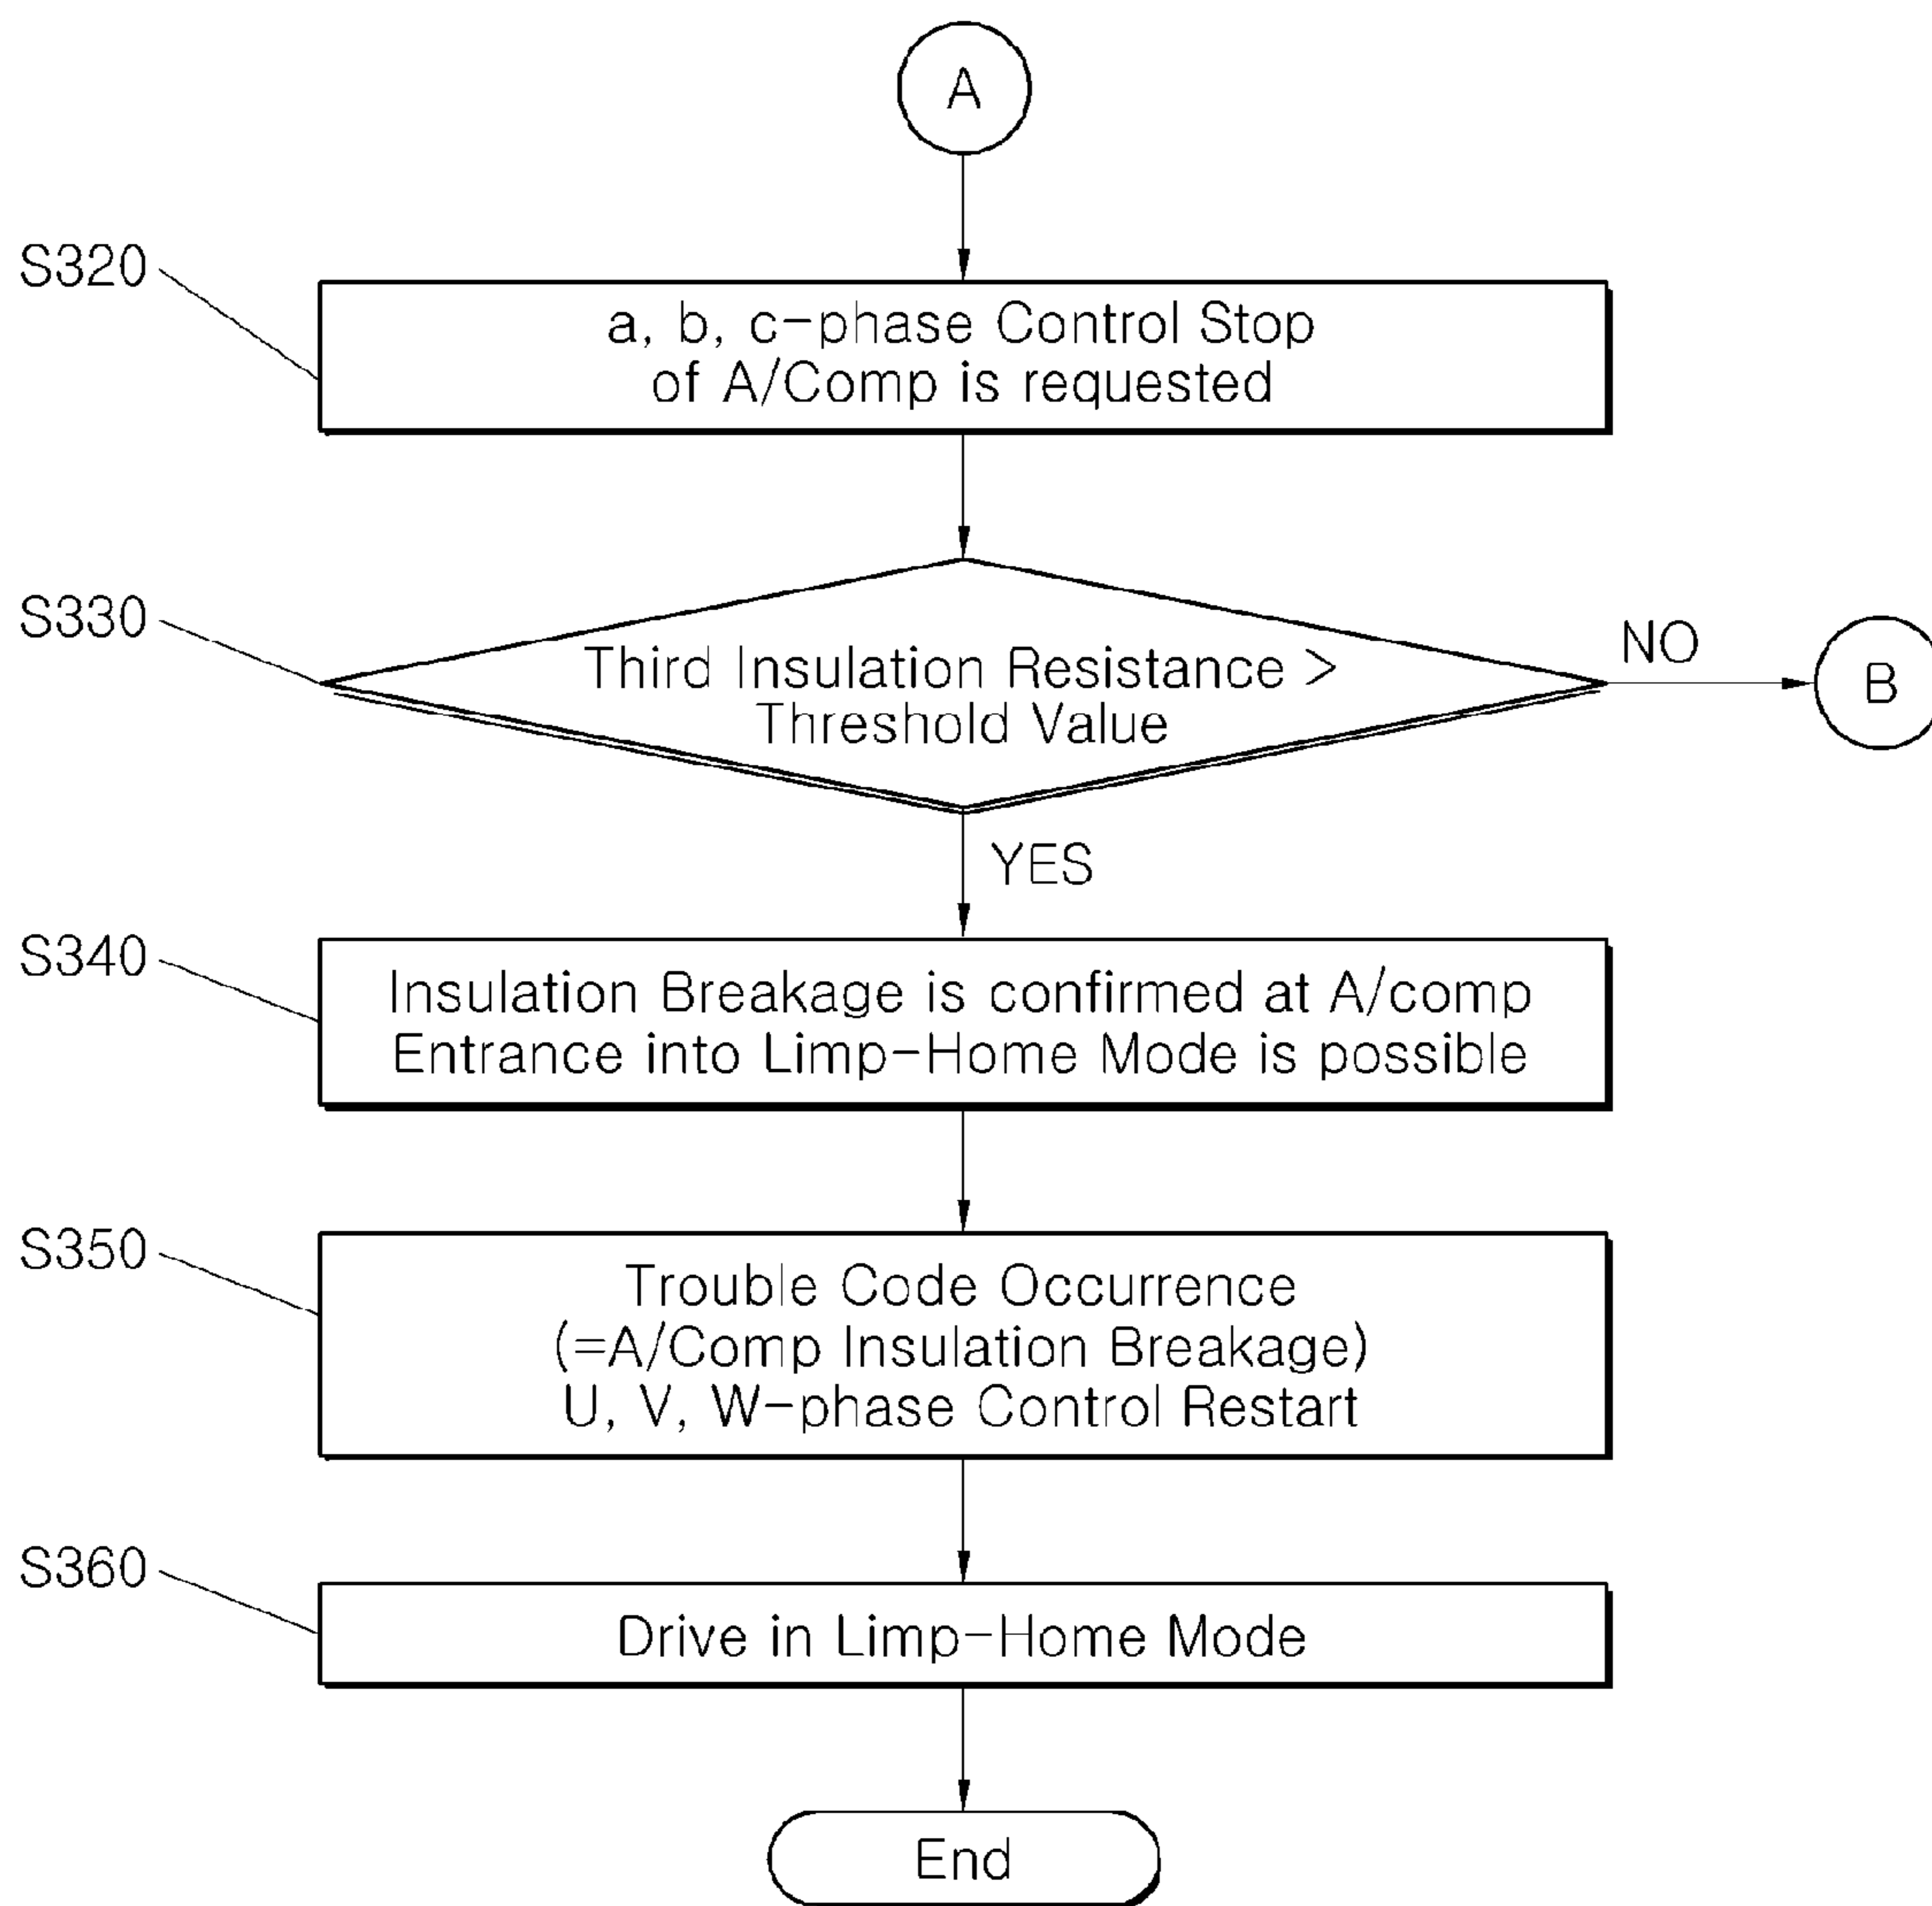 A
S320
a, b, c-phase Control Stop
of A/Comp is requested
S330
Third Insulation Resistance >
Threshold Value
NO
B
YES
S340
Insulation Breakage is confirmed at A/comp
Entrance into Limp-Home Mode is possible
S350
Trouble Code Occurrence
(=A/Comp Insulation Breakage)
U, V, W-phase Control Restart
S360
Drive in Limp-Home Mode
End